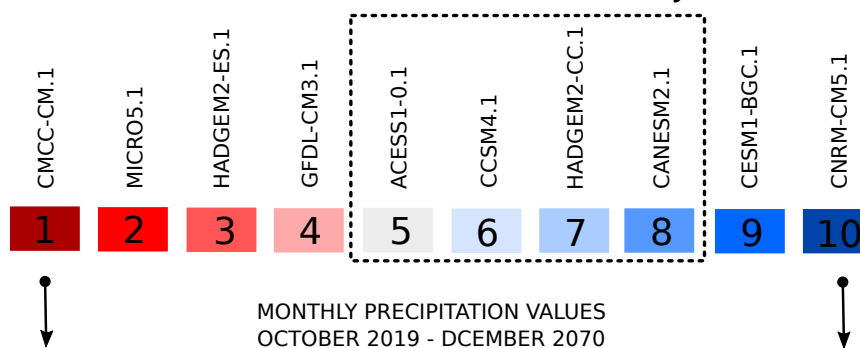 CMCC-CM.1
MICRO5.1
HADGEM2-ES.1
GFDL-CM3.1
ACESS1-0.1
CCSM4.1
HADGEM2-CC.1
CANESM2.1
CESM1-BGC.1
CNRM-CM5.1
1 2 3 4 5 6 7 8 9 10
MONTHLY PRECIPITATION VALUES
OCTOBER 2019 - DCEMBER 2070